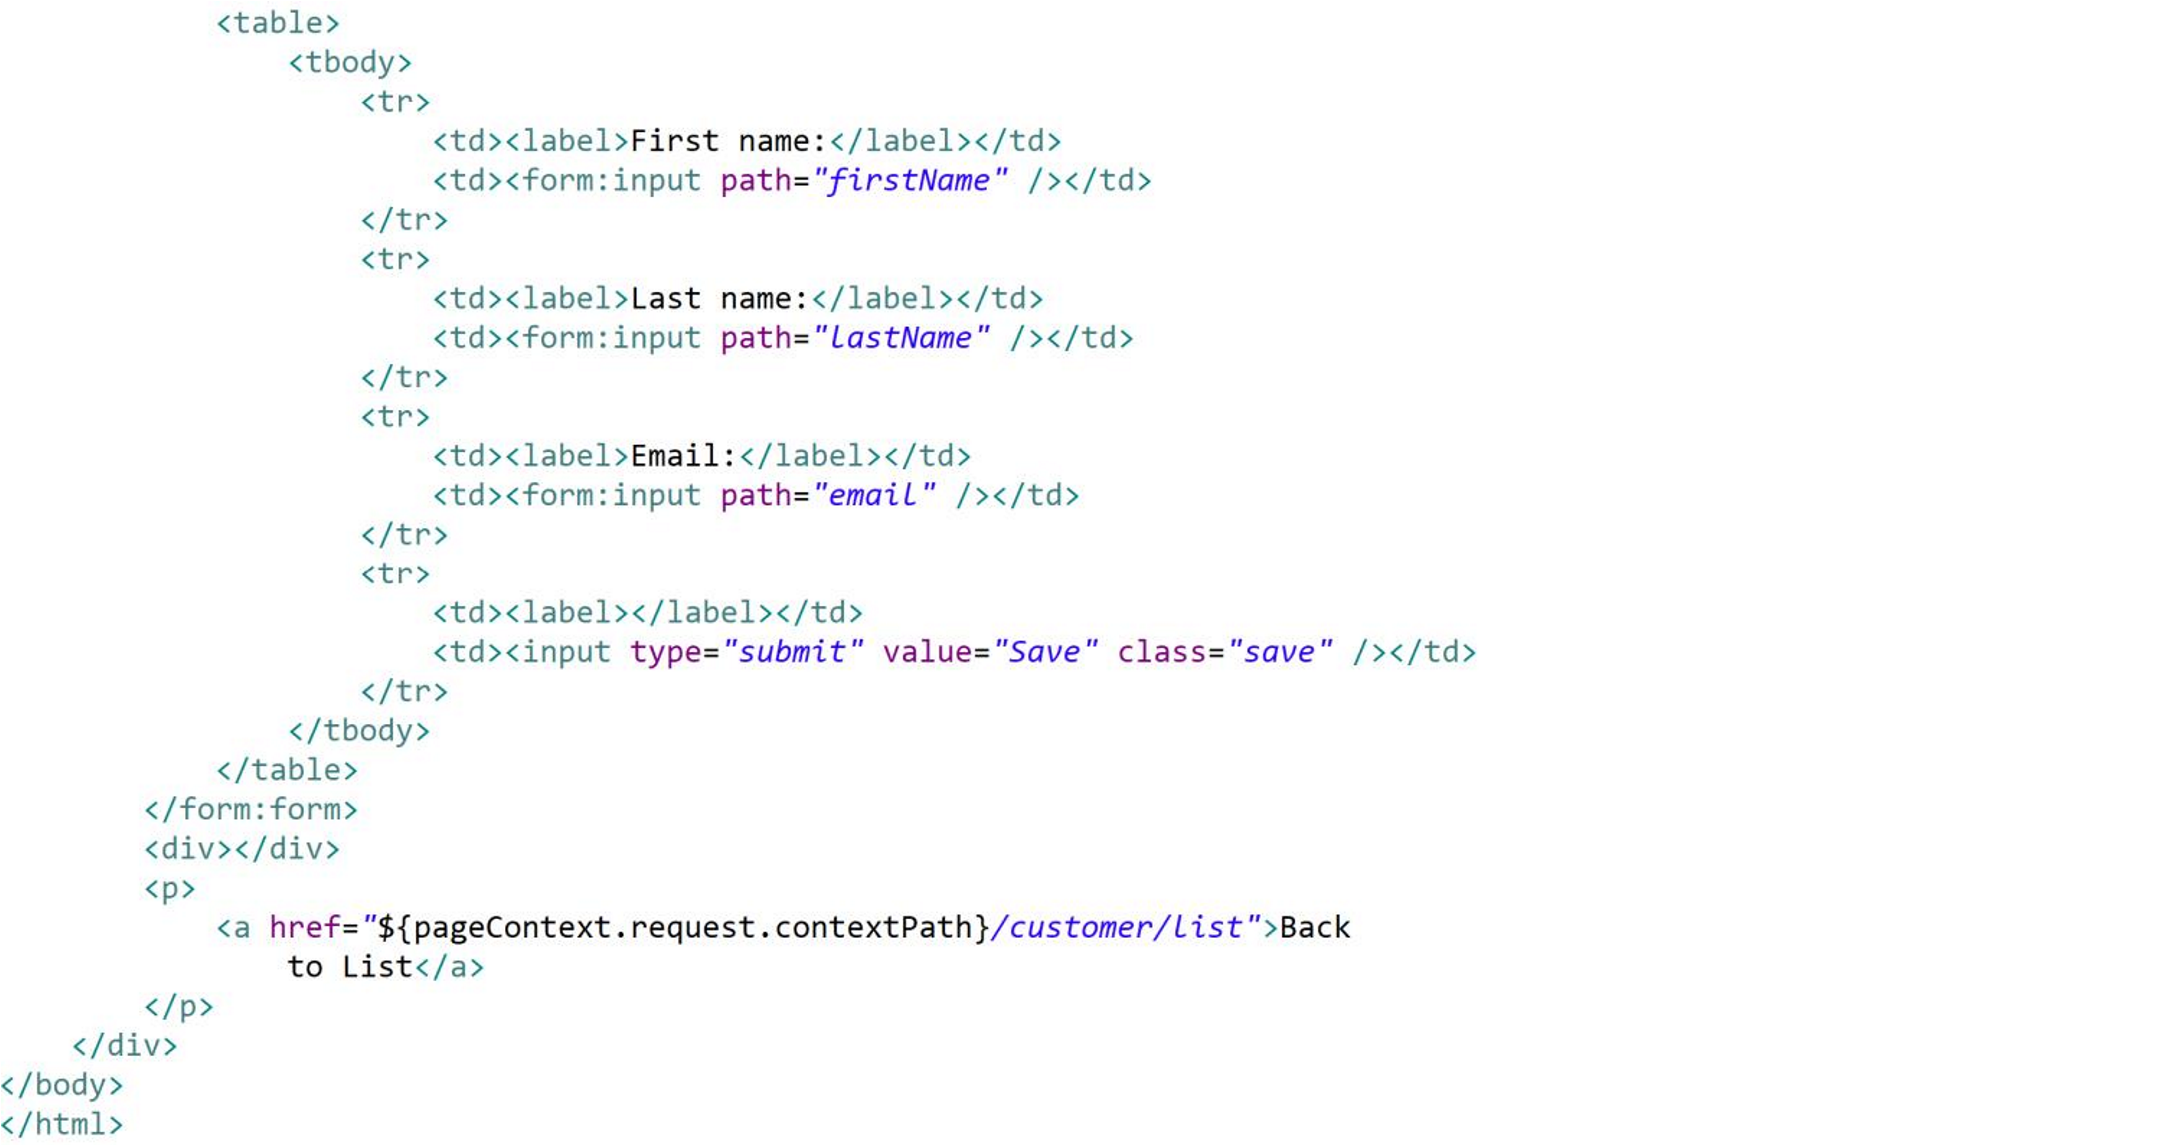 <table>
<tbody>
<tr>
<td><label>First name:</label></td>
<td><form:input path="firstName" /></td>
</tr>
<tr>
<td><label>Last name:</label></td>
<td><form:input path="lastName" /></td>
</tr>
<tr>
<td><label>Email:</label></td>
<td><form:input path="email" /></td>
</tr>
<tr>
<td><label></label></td>
<td><input type="submit" value="Save" class="save" /></td>
</tr>
</tbody>
</table>
</form:form>
<div></div>
<p>
<a href="${pageContext.request.contextPath}/customer/list">Back
to List</a>
</p>
</div>
</body>
</html>